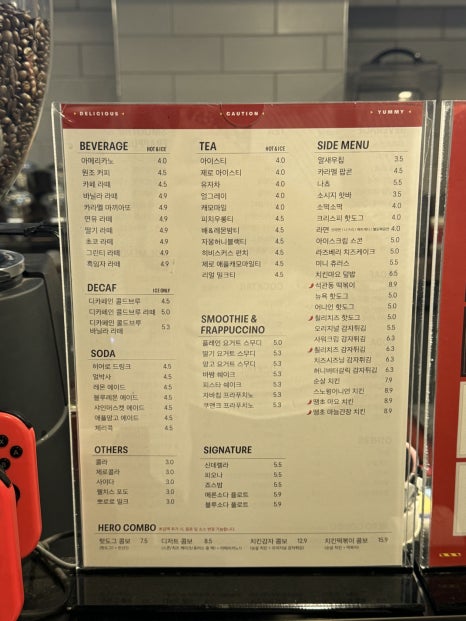 DELICIOUS
CAUTION
YUMMY
BEVERAGE HOT&ICE
아메리카노 4.0
원조 커피 4.5
카페 라떼 4.5
바닐라 라떼 4.9
카라멜 마끼아또 4.9
연유 라떼 4.9
딸기 라떼 4.9
초코 라떼 4.9
그린티 라떼 4.9
흑임자 라떼 4.9
DECAF ICE ONLY
디카페인 콜드브루 4.5
디카페인 콜드브루 라떼 5.0
디카페인 콜드브루
바닐라 라떼 5.3
SODA
히어로 드링크 4.5
얼박사 4.5
레몬 에이드 4.5
블루레몬 에이드 4.5
샤인머스켓 에이드 4.5
애플망고 에이드 4.5
체리콕 4.5
OTHERS
콜라 3.0
제로콜라 3.0
사이다 3.0
웰치스 포도 3.0
뽀로로 밀크 3.0
TEA HOT&ICE
아이스티 4.0
제로 아이스티 4.0
유자차 4.0
얼그레이 4.0
캐모마일 4.0
피치우롱티 4.5
배&레몬밤티 4.5
자몽허니블랙티 4.5
히비스커스 펀치 4.5
제로 애플캐모마일티 4.5
리얼 밀크티 4.5
SMOOTHIE &
FRAPPUCCINO
플레인 요거트 스무디 5.0
딸기 요거트 스무디 5.3
망고 요거트 스무디 5.3
바밤 쉐이크 5.3
피스타 쉐이크 5.3
자바칩 프라푸치노 5.3
쿠앤크 프라푸치노 5.3
SIGNATURE
신데렐라 5.5
피오나 5.5
죠스밤 5.5
메론소다 플로트 5.9
블루소다 플로트 5.9
SIDE MENU
알새우칩 3.5
카라멜 팝콘 4.5
나쵸 5.5
소시지 핫바 3.5
소떡소떡 4.0
크리스피 핫도그 4.0
라면 4.0
아이스크림 스콘 5.0
라즈베리 치즈케이크 5.0
미니 츄러스 5.5
치킨마요 덮밥 6.5
석관동 떡볶이 8.9
뉴욕 핫도그 5.0
어니언 핫도그 5.0
칠리치즈 핫도그 5.0
오리지널 감자튀김 5.5
사워크림 감자튀김 6.3
칠리치즈 감자튀김 6.3
치즈시즈닝 감자튀김 6.3
허니버터갈릭 감자튀김 6.3
순살 치킨 7.9
스노윙어니언 치킨 8.9
땡초 마요 치킨 8.9
땡초 마늘간장 치킨 8.9
HERO COMBO
핫도그 콤보 7.5
디저트 콤보 8.5
치킨감자 콤보 12.9
치킨떡볶이 콤보 15.9